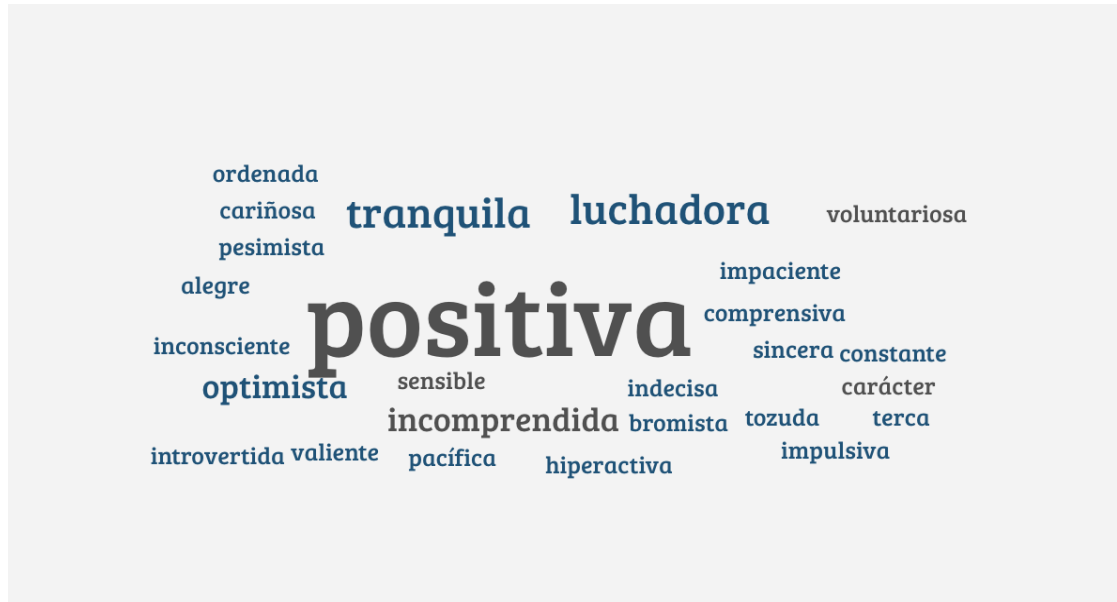 ordenada
cariñosa
tranquila
luchadora
voluntariosa
pesimista
alegre
impaciente
positiva
comprensiva
inconsciente
sincera
constante
optimista
sensible
indecisa
carácter
incomprendida
bromista
tozuda
terca
introvertida
valiente
pacífica
hiperactiva
impulsiva